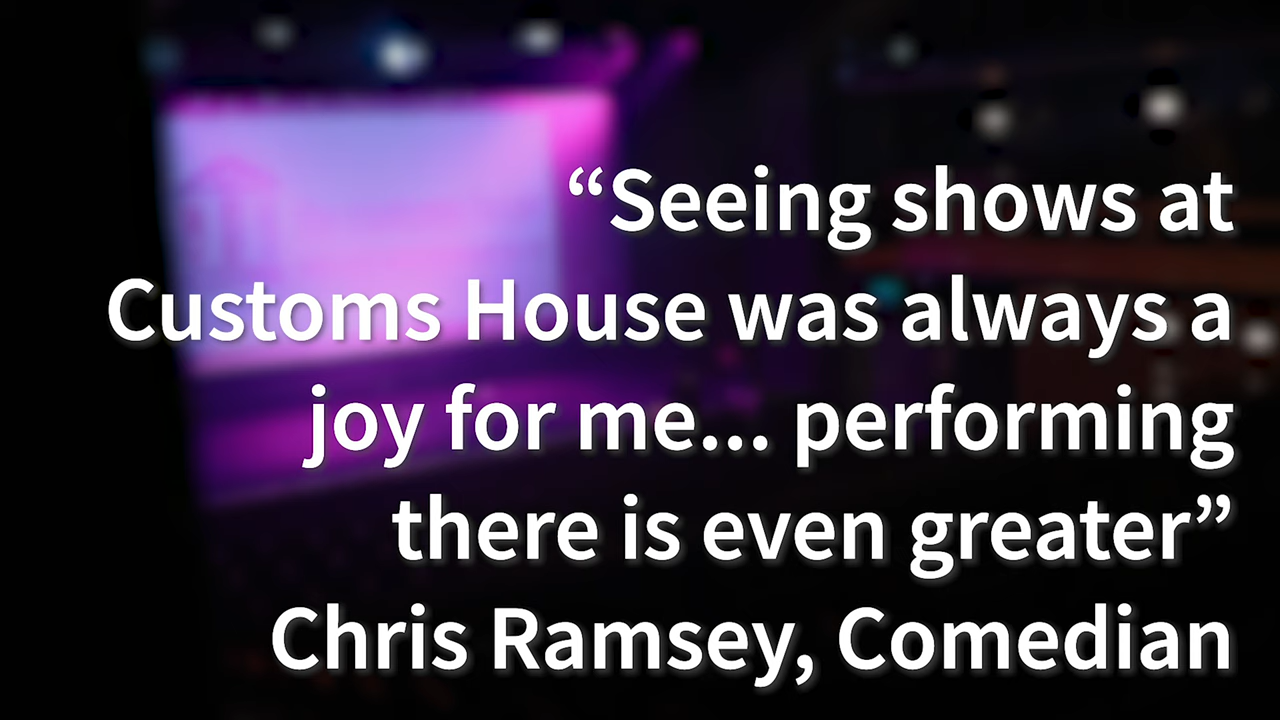 “Seeing shows at
Customs House was always a
joy for me... performing
there is even greater”
Chris Ramsey, Comedian